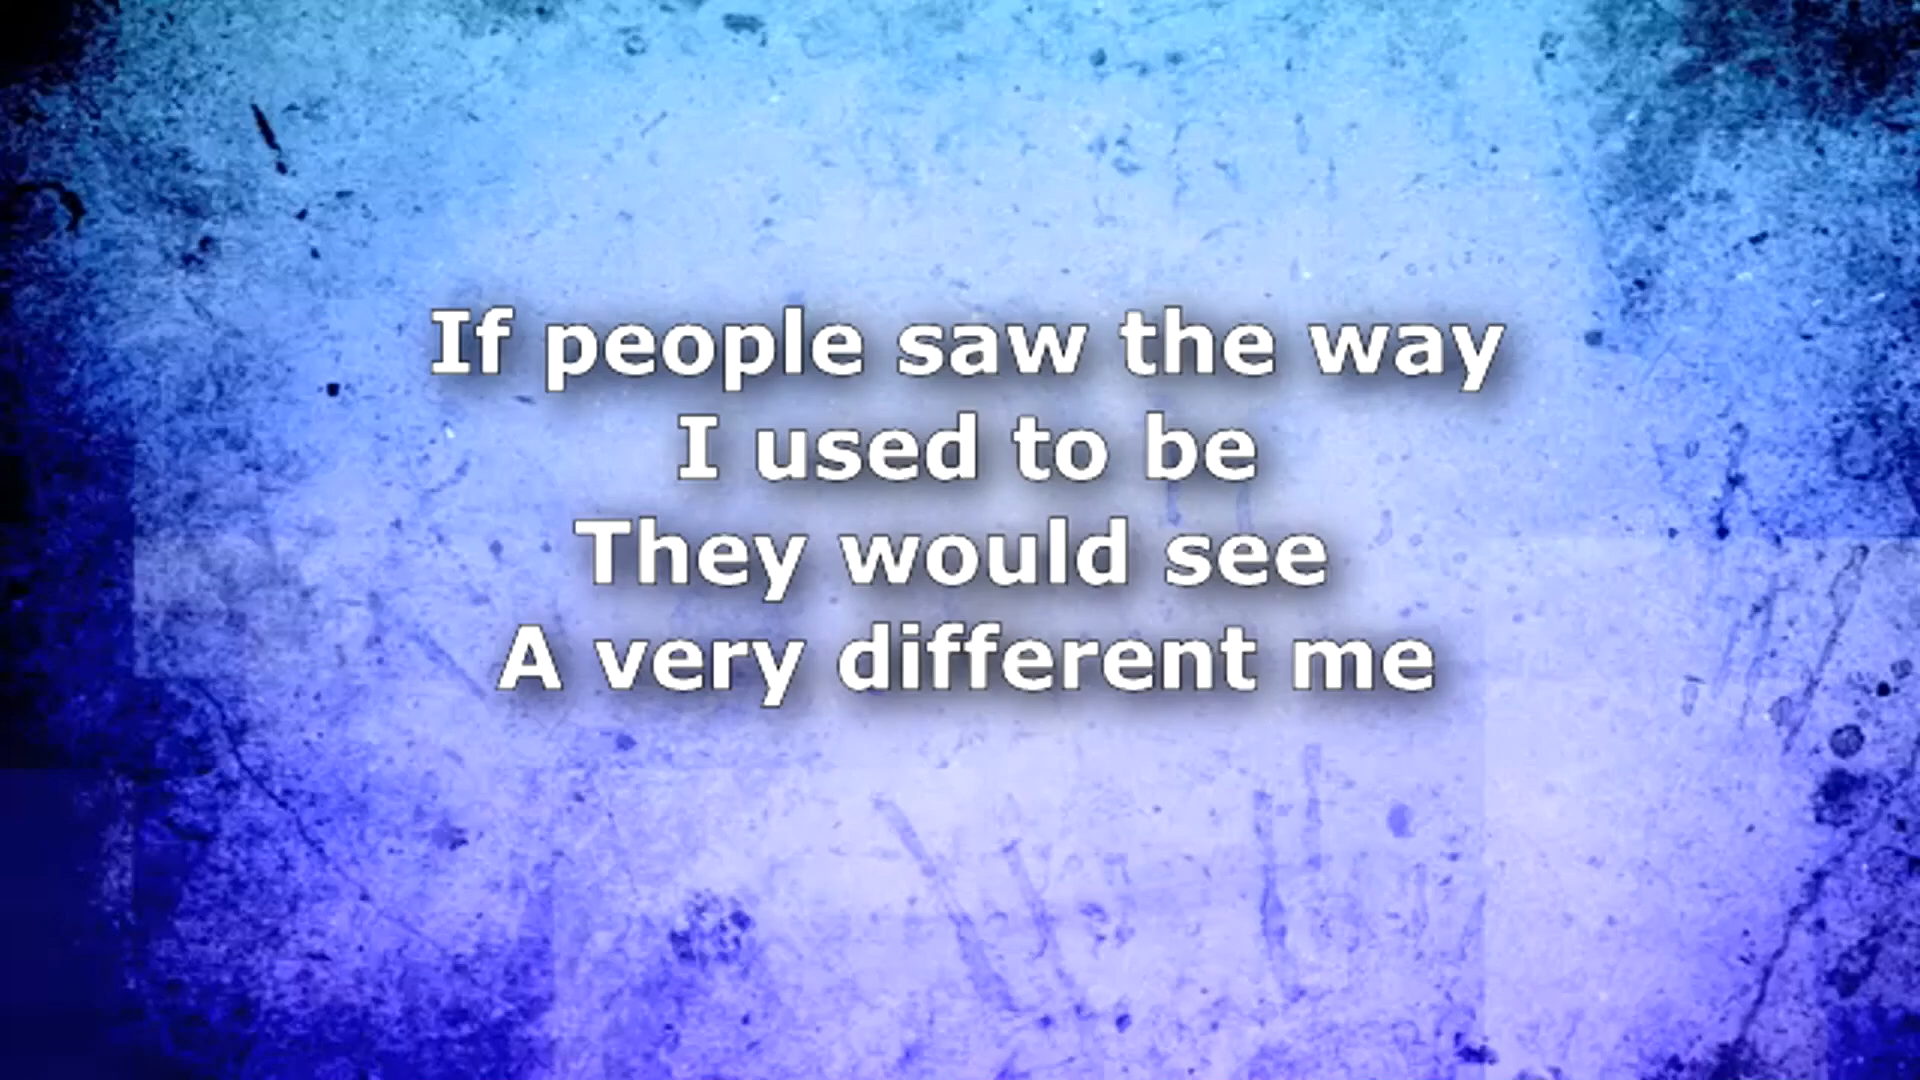 If people saw the way
I used to be
They would see
A very different me